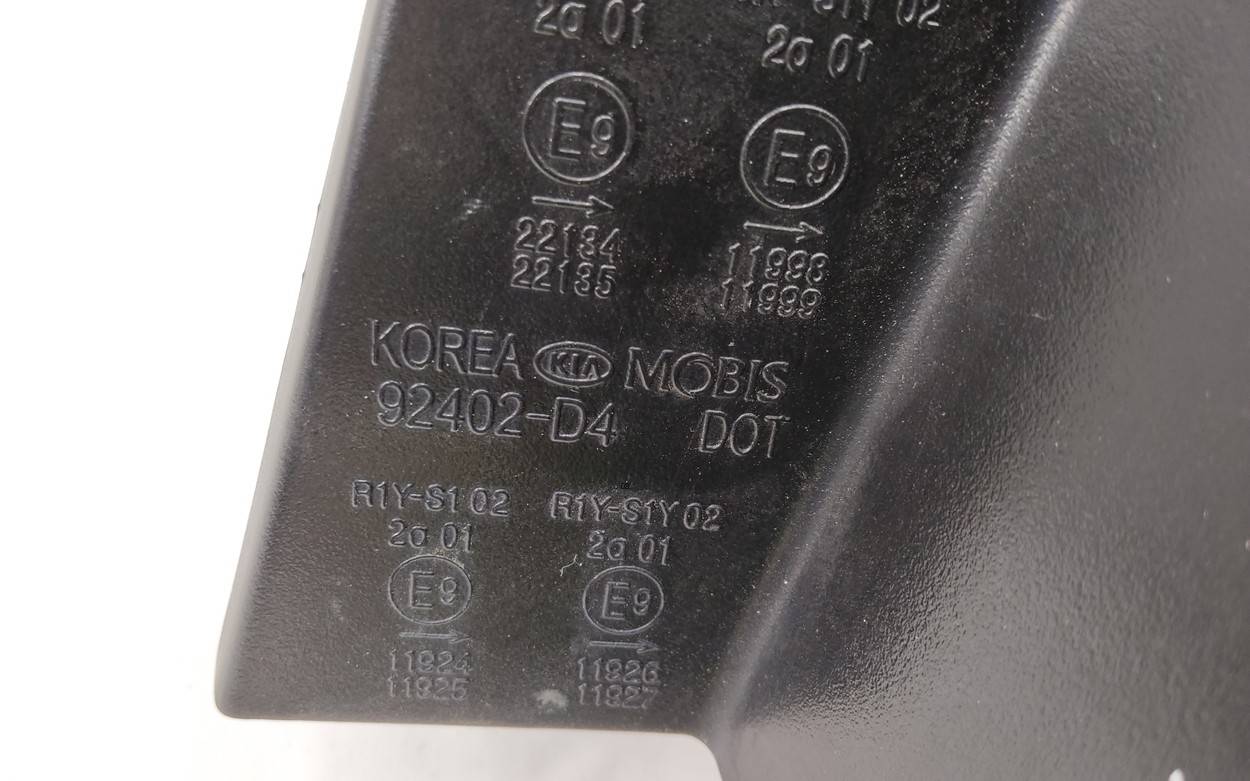 2a 01
02
2a 01
E9
E9
22134
22135
11998
11999
KOREA KIA MOBIS
92402-D4 DOT
R1Y-S1 02
R1Y-S1Y 02
2a 01
2a 01
E9
E9
11924
11925
11926
11927